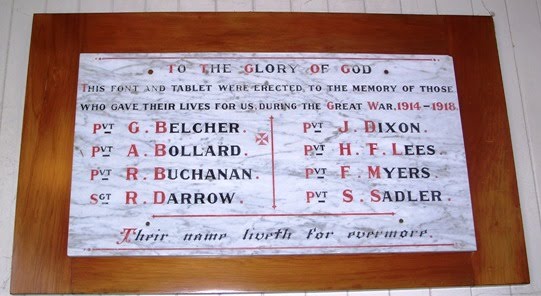 TO THE GLORY OF GOD
THIS FONT AND TABLET WERE ERECTED, TO THE MEMORY OF THOSE
WHO GAVE THEIR LIVES FOR US, DURING THE GREAT WAR, 1914-1918.
PVT G. BELCHER.
PVT A. BOLLARD.
PVT R. BUCHANAN.
SGT R. DARROW.
PVT J. DIXON.
PVT H. F. LEES.
PVT F. MYERS.
PVT S. SADLER.
Their name liveth for evermore.